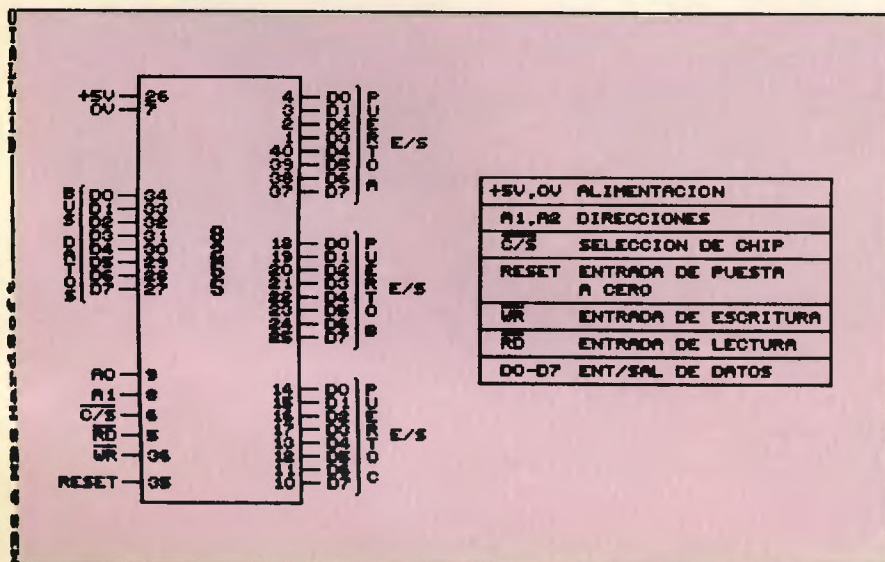 +5V 26
0V 7
BUS DATOS
D0 34
D1 33
D2 32
D3 31
D4 30
D5 29
D6 28
D7 27
A0 9
A1 8
C/S 6
RD 5
WR 36
RESET 35
4 D0
3 D1
2 D2
1 D3
40 D4
39 D5
38 D6
37 D7
PUERTO A
E/S
18 D0
19 D1
20 D2
21 D3
22 D4
23 D5
24 D6
25 D7
PUERTO B
E/S
14 D0
15 D1
16 D2
17 D3
13 D4
12 D5
11 D6
10 D7
PUERTO C
E/S
+5V,0V ALIMENTACION
A1,A2 DIRECCIONES
C/S SELECCION DE CHIP
RESET ENTRADA DE PUESTA
A CERO
WR ENTRADA DE ESCRITURA
RD ENTRADA DE LECTURA
D0-D7 ENT/SAL DE DATOS